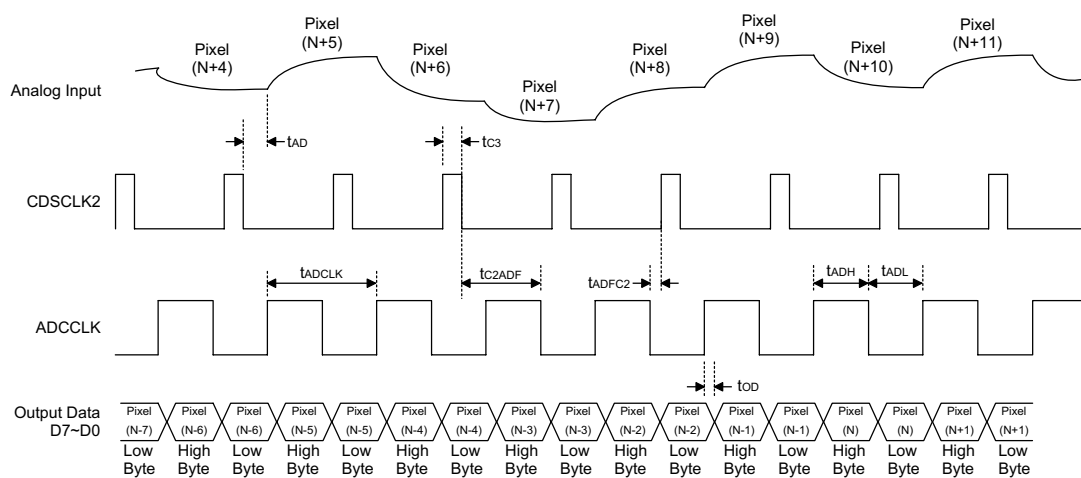 Pixel
(N+4)
Pixel
(N+5)
Pixel
(N+6)
Pixel
(N+7)
Pixel
(N+8)
Pixel
(N+9)
Pixel
(N+10)
Pixel
(N+11)
Analog Input
tAD
tC3
CDSCLK2
tADCLK
tC2ADF
tADFC2
tADH
tADL
ADCCLK
tOD
Output Data
D7~D0
Pixel Pixel Pixel Pixel Pixel Pixel Pixel Pixel Pixel Pixel Pixel Pixel Pixel Pixel Pixel Pixel Pixel
(N-7) (N-6) (N-6) (N-5) (N-5) (N-4) (N-4) (N-3) (N-3) (N-2) (N-2) (N-1) (N-1) (N) (N) (N+1) (N+1)
Low High Low High Low High Low High Low High Low High Low High Low High Low
Byte Byte Byte Byte Byte Byte Byte Byte Byte Byte Byte Byte Byte Byte Byte Byte Byte